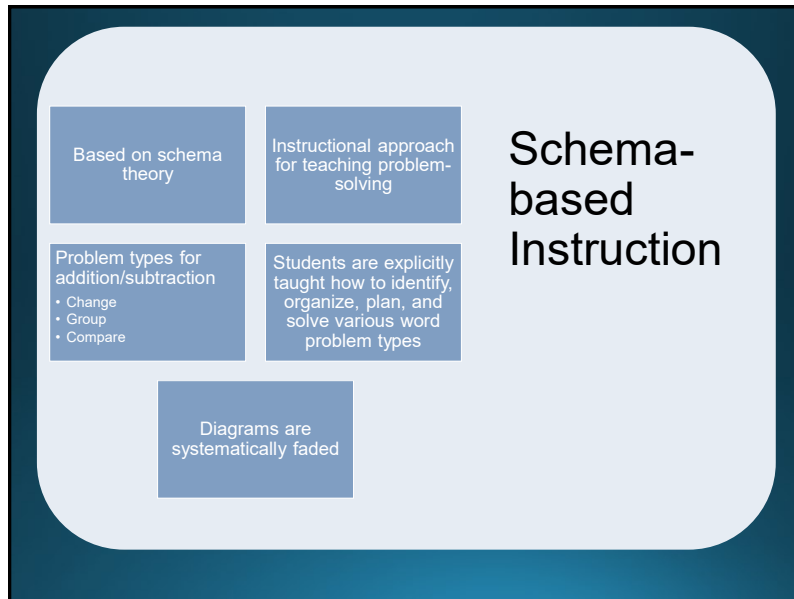 Based on schema
theory
Instructional approach
for teaching problem-
solving
Problem types for
addition/subtraction
• Change
• Group
• Compare
Students are explicitly
taught how to identify,
organize, plan, and
solve various word
problem types
Diagrams are
systematically faded
Schema-
based
Instruction